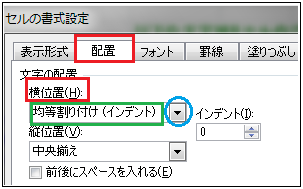 セルの書式設定
表示形式 配置 フォント 罫線 塗りつぶし
文字の配置
横位置(H):
均等割り付け (インデント) インデント(I):
縦位置(V): 0
中央揃え
前後にスペースを入れる(E)